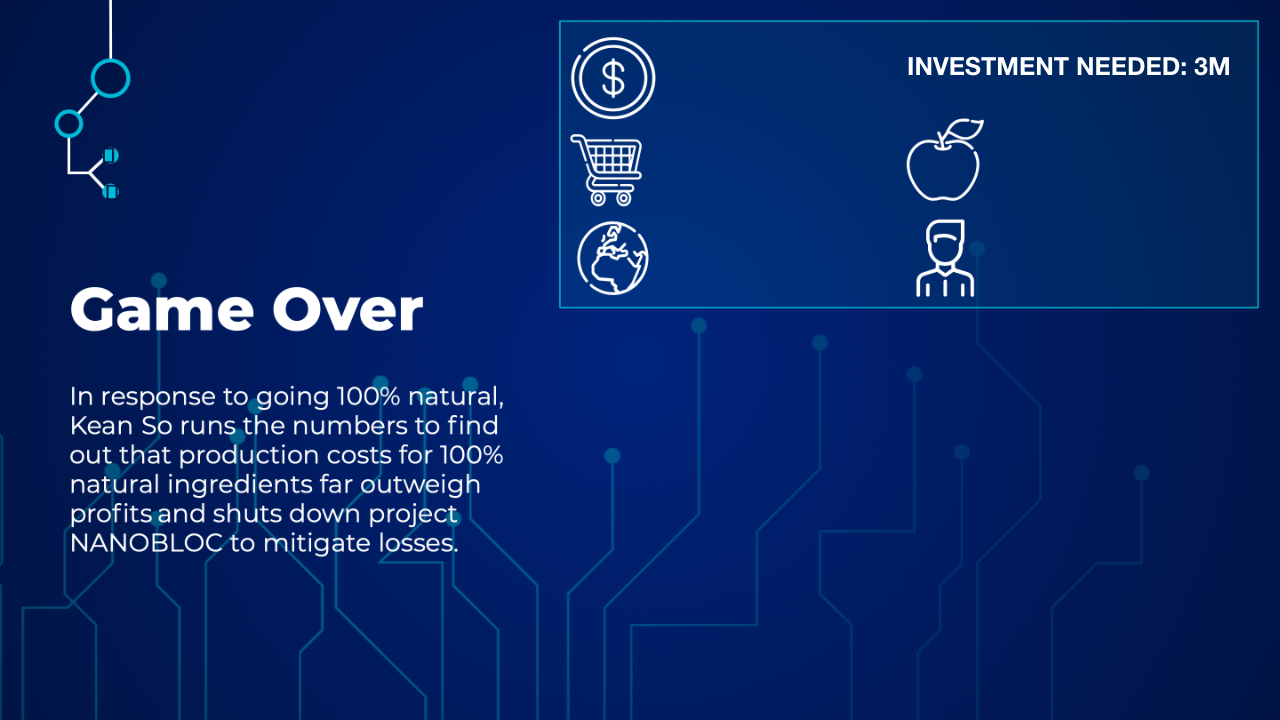 INVESTMENT NEEDED: 3M
Game Over
In response to going 100% natural,
Kean So runs the numbers to find
out that production costs for 100%
natural ingredients far outweigh
profits and shuts down project
NANOBLOC to mitigate losses.